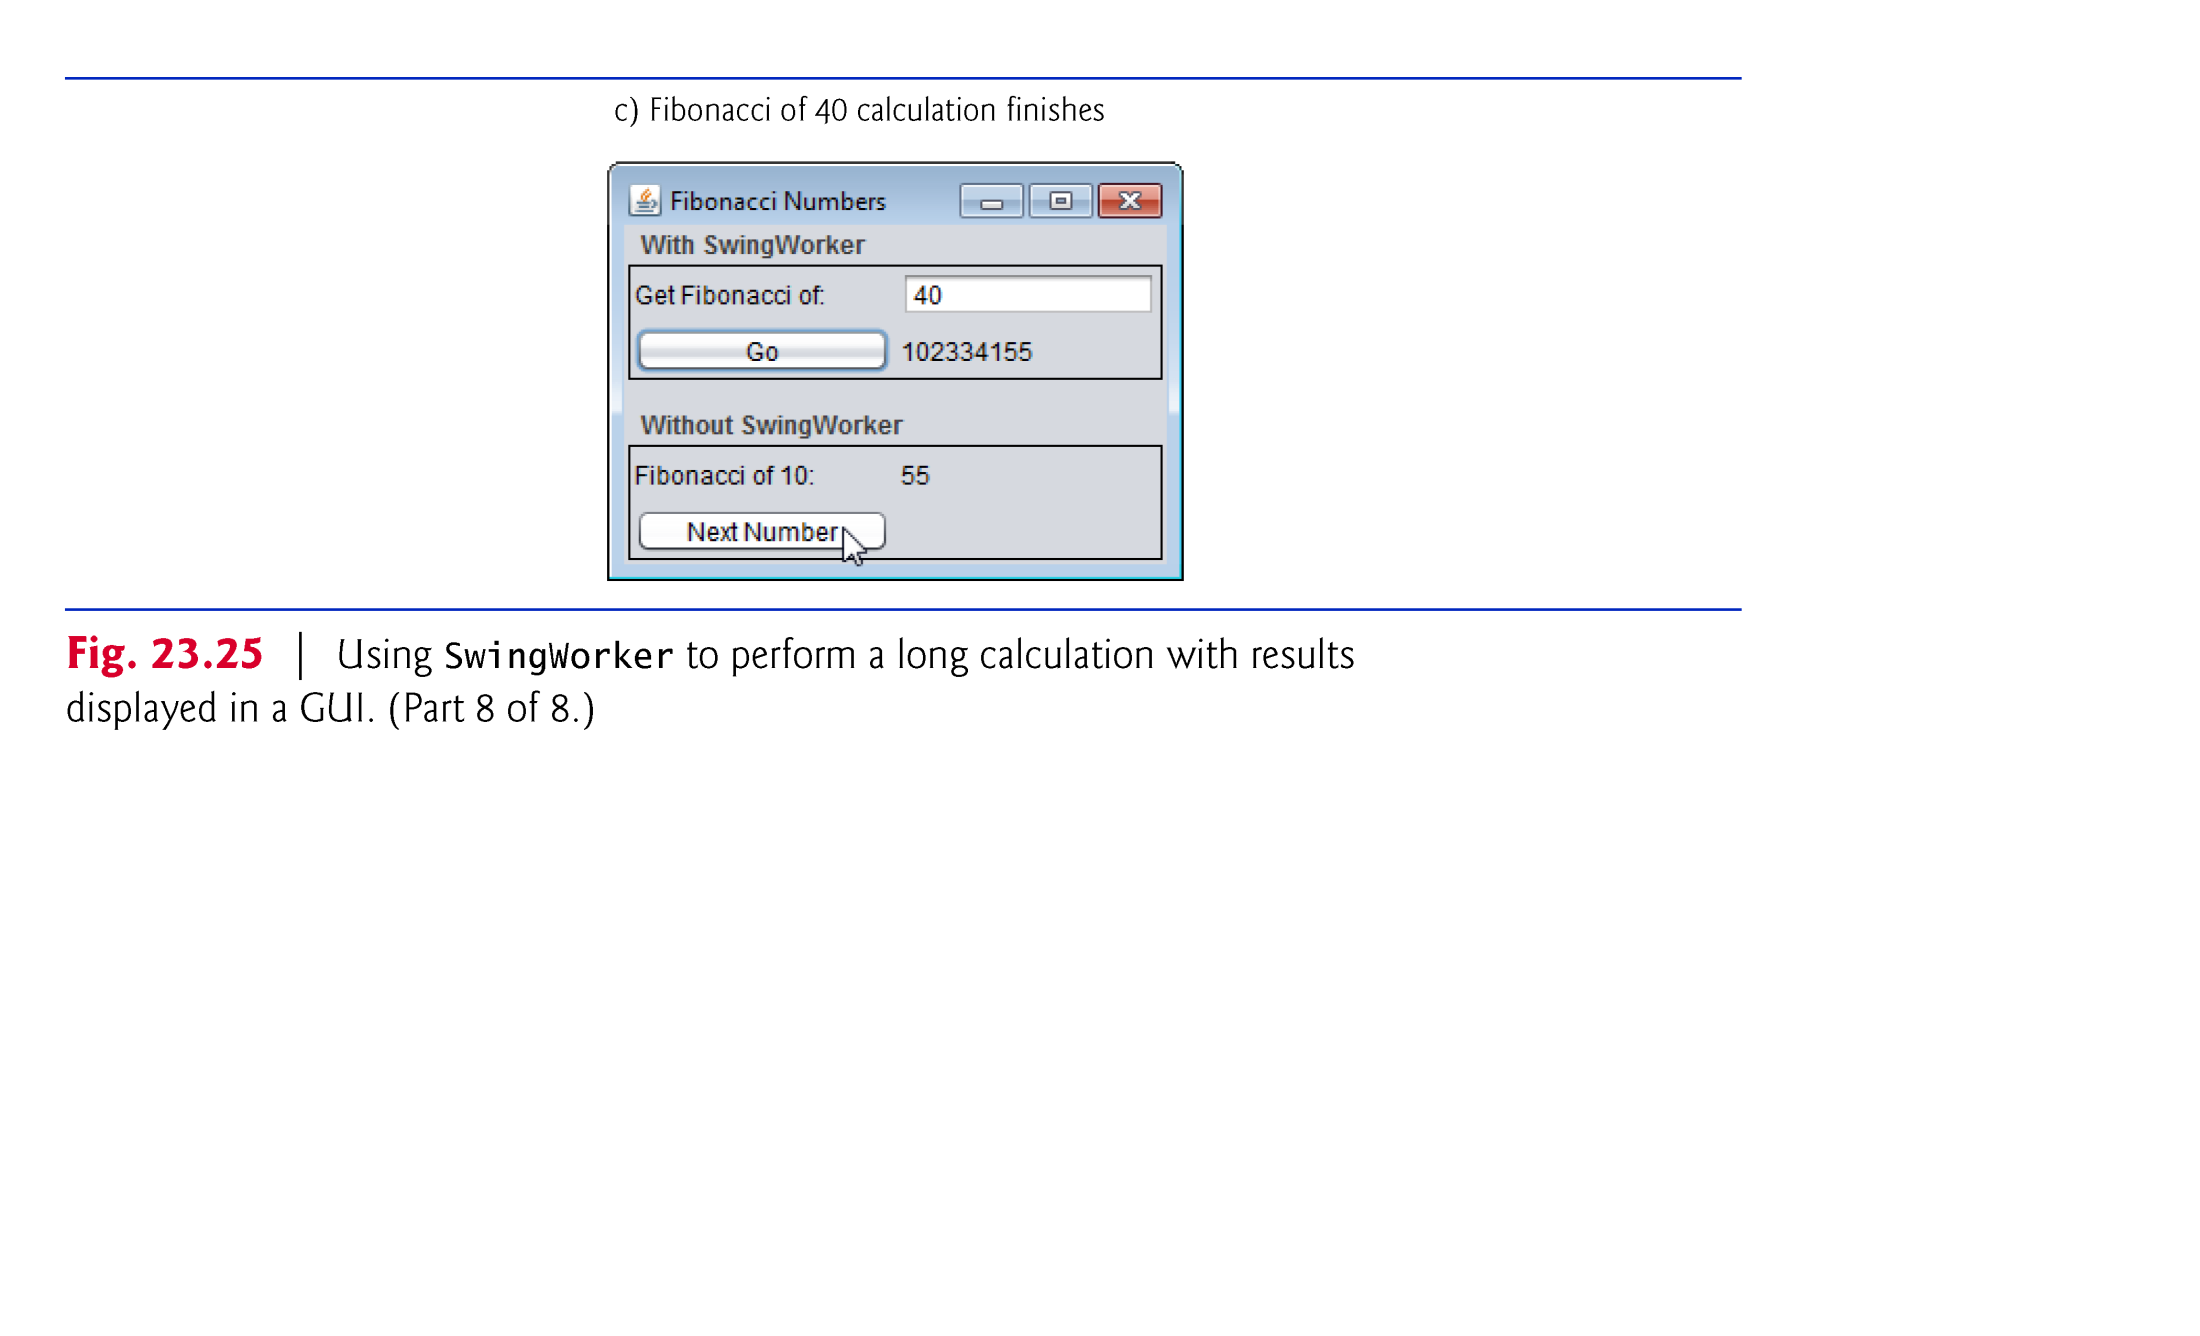 c) Fibonacci of 40 calculation finishes
Fibonacci Numbers
With SwingWorker
Get Fibonacci of: 40
Go 102334155
Without SwingWorker
Fibonacci of 10: 55
Next Number
Fig. 23.25 | Using SwingWorker to perform a long calculation with results
displayed in a GUI. (Part 8 of 8.)